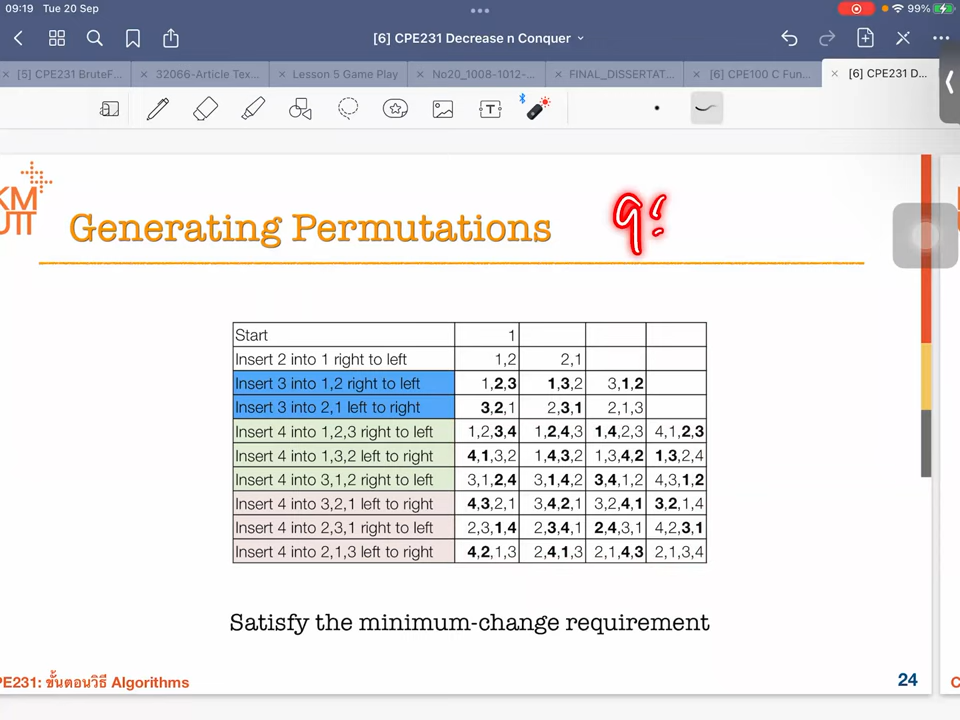 09:19 Tue 20 Sep 99%
[6] CPE231 Decrease n Conquer
[5] CPE231 BruteF... 32066-Article Tex... Lesson 5 Game Play No20_1008-1012-... FINAL_DISSERTAT... [6] CPE100 C Fun... [6] CPE231 D...
KM
UTT
Generating Permutations
Start 1
Insert 2 into 1 right to left 1,2 2,1
Insert 3 into 1,2 right to left 1,2,3 1,3,2 3,1,2
Insert 3 into 2,1 left to right 3,2,1 2,3,1 2,1,3
Insert 4 into 1,2,3 right to left 1,2,3,4 1,2,4,3 1,4,2,3 4,1,2,3
Insert 4 into 1,3,2 left to right 4,1,3,2 1,4,3,2 1,3,4,2 1,3,2,4
Insert 4 into 3,1,2 right to left 3,1,2,4 3,1,4,2 3,4,1,2 4,3,1,2
Insert 4 into 3,2,1 left to right 4,3,2,1 3,4,2,1 3,2,4,1 3,2,1,4
Insert 4 into 2,3,1 right to left 2,3,1,4 2,3,4,1 2,4,3,1 4,2,3,1
Insert 4 into 2,1,3 left to right 4,2,1,3 2,4,1,3 2,1,4,3 2,1,3,4
Satisfy the minimum-change requirement
PE231: ขั้นตอนวิธี Algorithms 24